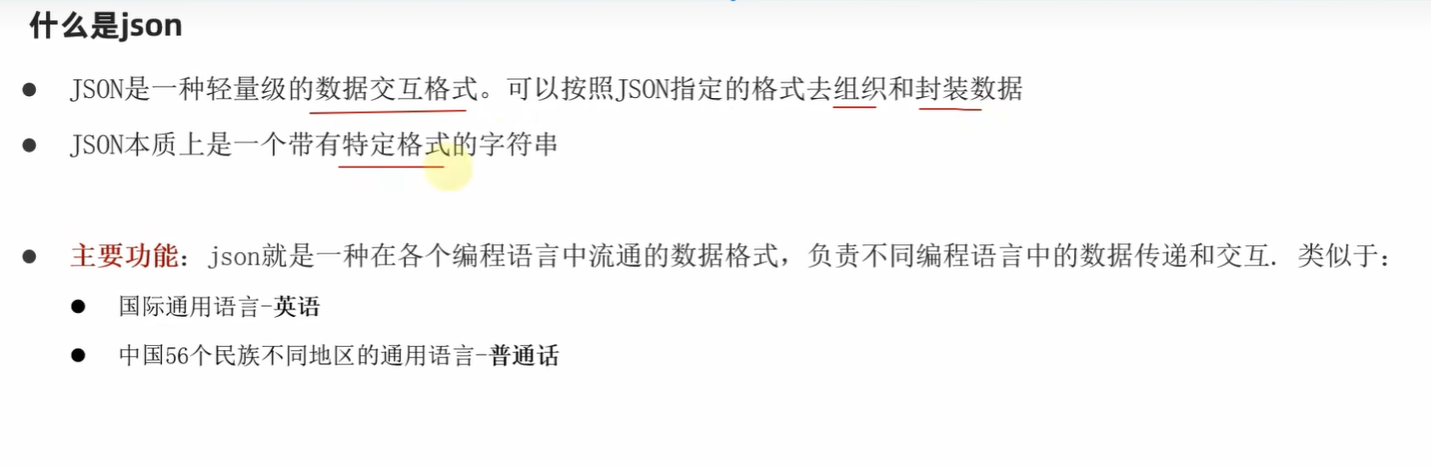 什么是json
JSON是一种轻量级的数据交互格式。可以按照JSON指定的格式去组织和封装数据
JSON本质上是一个带有特定格式的字符串
主要功能：json就是一种在各个编程语言中流通的数据格式，负责不同编程语言中的数据传递和交互. 类似于：
国际通用语言-英语
中国56个民族不同地区的通用语言-普通话